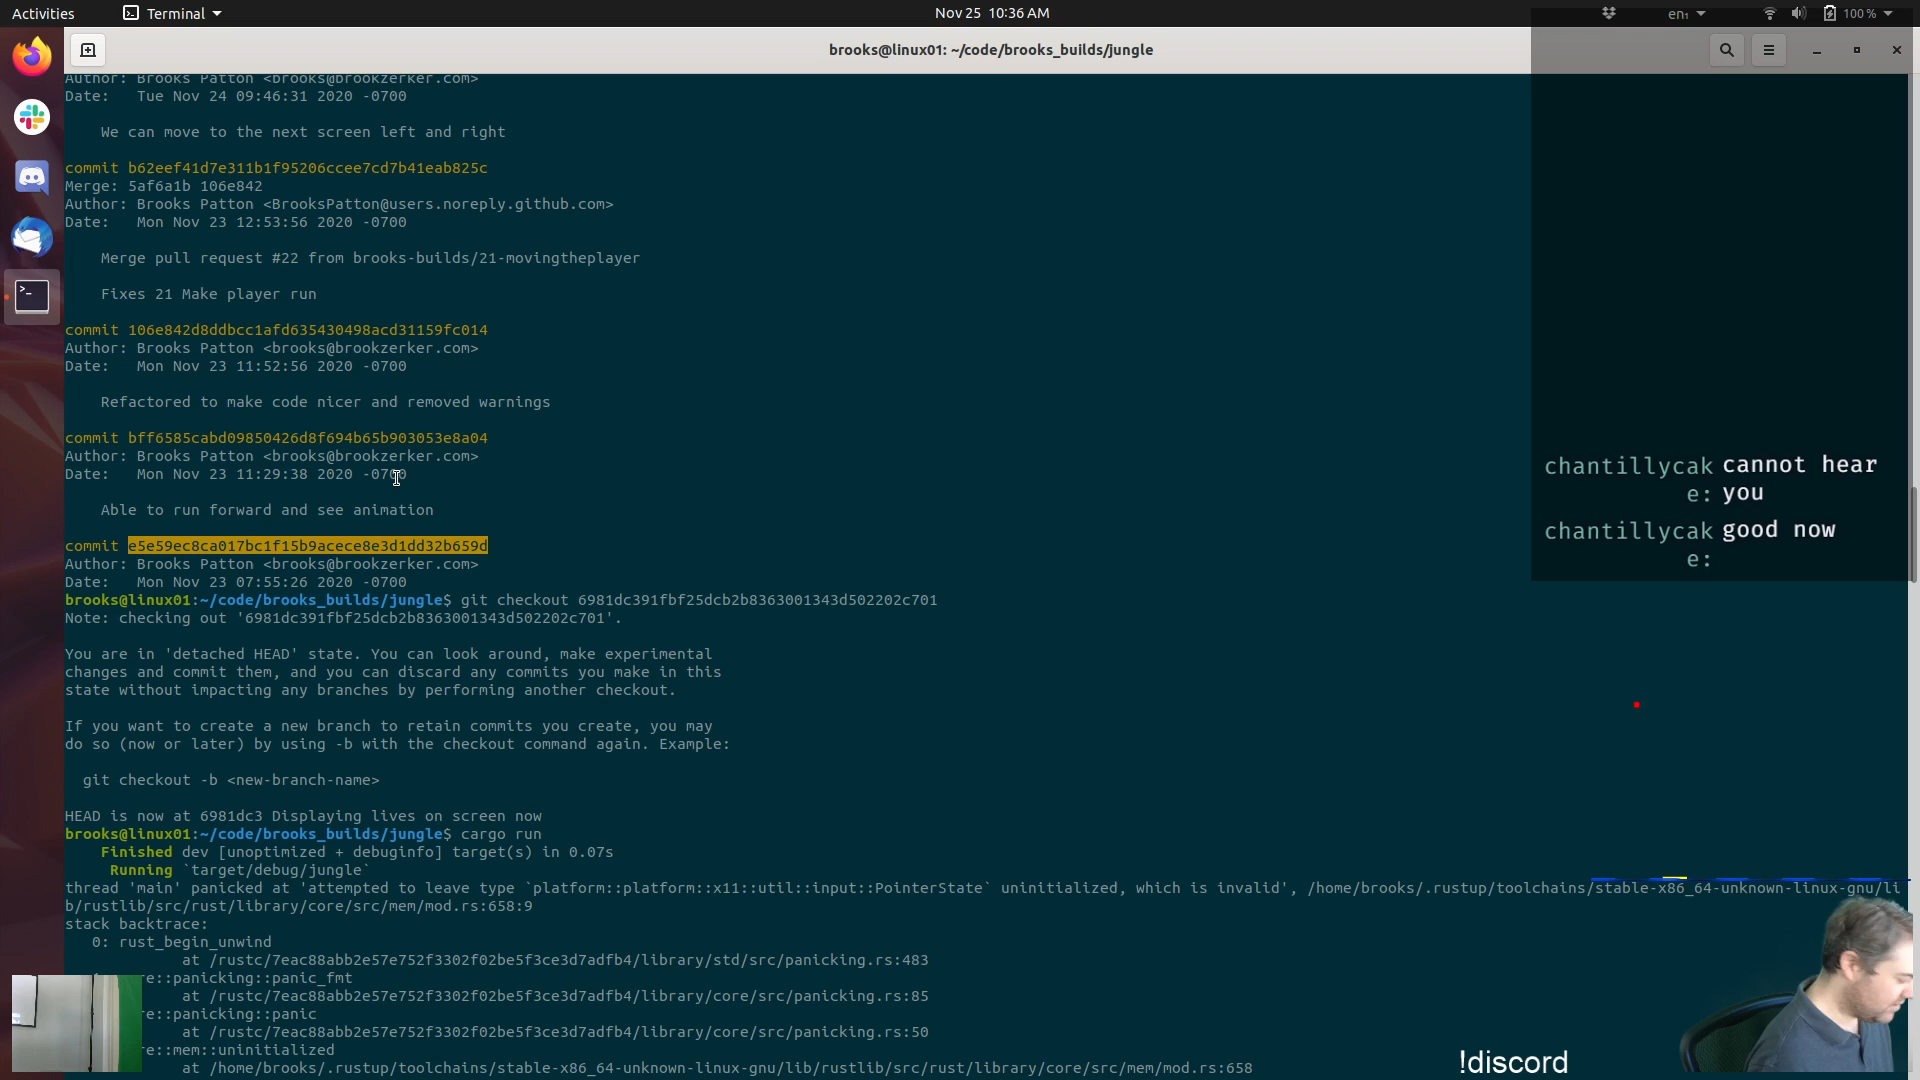 Activities
Terminal
Nov 25 10:36 AM
en₁
100 %
brooks@linux01: ~/code/brooks_builds/jungle
Author: Brooks Patton <brooks@brookzerker.com>
Date:   Tue Nov 24 09:46:31 2020 -0700
We can move to the next screen left and right
commit b62eef41d7e311b1f95206ccee7cd7b41eab825c
Merge: 5af6a1b 106e842
Author: Brooks Patton <BrooksPatton@users.noreply.github.com>
Date:   Mon Nov 23 12:53:56 2020 -0700
Merge pull request #22 from brooks-builds/21-movingtheplayer
Fixes 21 Make player run
commit 106e842d8ddbcc1afd635430498acd31159fc014
Author: Brooks Patton <brooks@brookzerker.com>
Date:   Mon Nov 23 11:52:56 2020 -0700
Refactored to make code nicer and removed warnings
commit bff6585cabd09850426d8f694b65b903053e8a04
Author: Brooks Patton <brooks@brookzerker.com>
Date:   Mon Nov 23 11:29:38 2020 -0700
Able to run forward and see animation
commit e5e59ec8ca017bc1f15b9acece8e3d1dd32b659d
Author: Brooks Patton <brooks@brookzerker.com>
Date:   Mon Nov 23 07:55:26 2020 -0700
brooks@linux01:~/code/brooks_builds/jungle$ git checkout 6981dc391fbf25dcb2b8363001343d502202c701
Note: checking out '6981dc391fbf25dcb2b8363001343d502202c701'.
You are in 'detached HEAD' state. You can look around, make experimental
changes and commit them, and you can discard any commits you make in this
state without impacting any branches by performing another checkout.
If you want to create a new branch to retain commits you create, you may
do so (now or later) by using -b with the checkout command again. Example:
git checkout -b <new-branch-name>
HEAD is now at 6981dc3 Displaying lives on screen now
brooks@linux01:~/code/brooks_builds/jungle$ cargo run
Finished dev [unoptimized + debuginfo] target(s) in 0.07s
Running `target/debug/jungle`
thread 'main' panicked at 'attempted to leave type `platform::platform::x11::util::input::PointerState` uninitialized, which is invalid', /home/brooks/.rustup/toolchains/stable-x86_64-unknown-linux-gnu/li
b/rustlib/src/rust/library/core/src/mem/mod.rs:658:9
stack backtrace:
0: rust_begin_unwind
at /rustc/7eac88abb2e57e752f3302f02be5f3ce3d7adfb4/library/std/src/panicking.rs:483
re::panicking::panic_fmt
at /rustc/7eac88abb2e57e752f3302f02be5f3ce3d7adfb4/library/core/src/panicking.rs:85
re::panicking::panic
at /rustc/7eac88abb2e57e752f3302f02be5f3ce3d7adfb4/library/core/src/panicking.rs:50
re::mem::uninitialized
at /home/brooks/.rustup/toolchains/stable-x86_64-unknown-linux-gnu/lib/rustlib/src/rust/library/core/src/mem/mod.rs:658
chantillycak cannot hear
e: you
chantillycak good now
e:
!discord